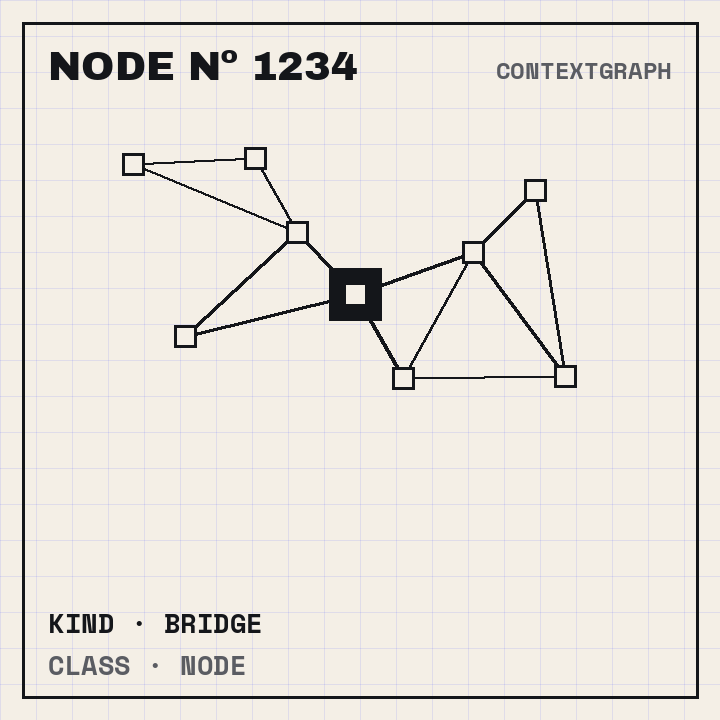 NODE Nº 1234
CONTEXTGRAPH
KIND · BRIDGE
CLASS · NODE